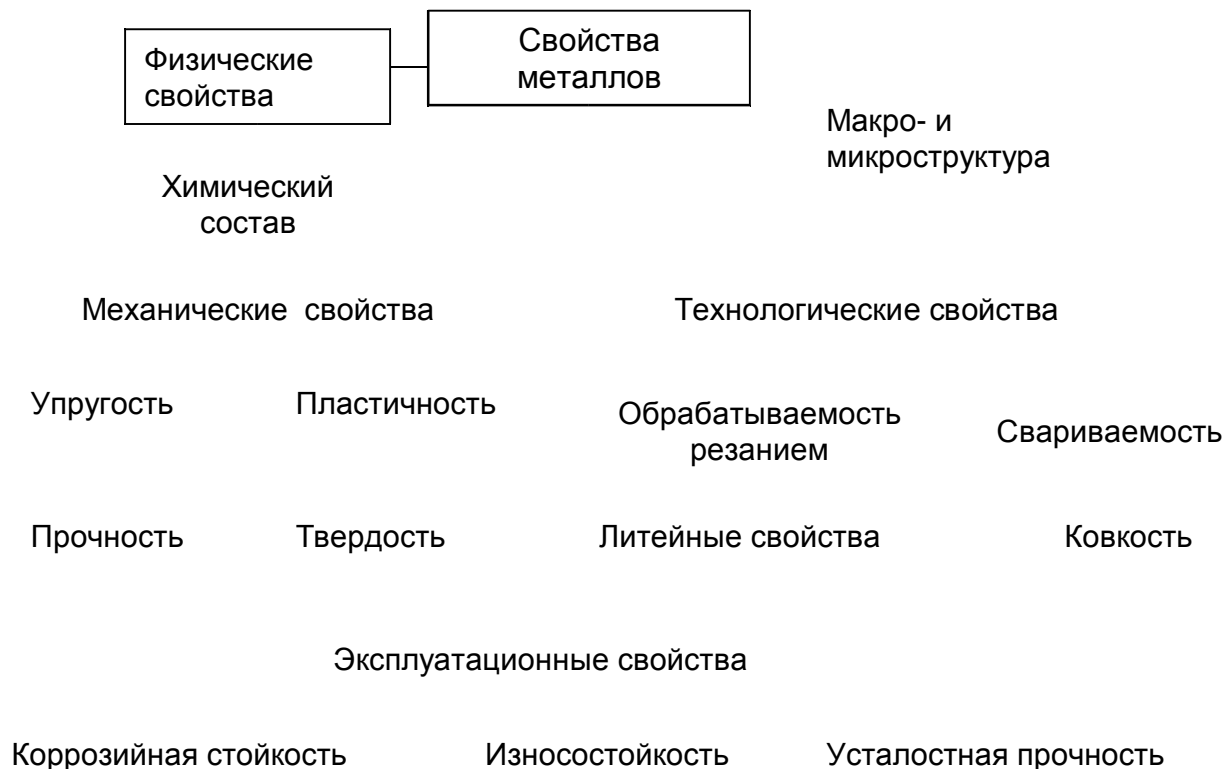 Свойства
металлов
Физические
свойства
Макро- и
микроструктура
Химический
состав
Механические свойства
Технологические свойства
Упругость
Пластичность
Обрабатываемость
резанием
Свариваемость
Прочность
Твердость
Литейные свойства
Ковкость
Эксплуатационные свойства
Коррозийная стойкость
Износостойкость
Усталостная прочность